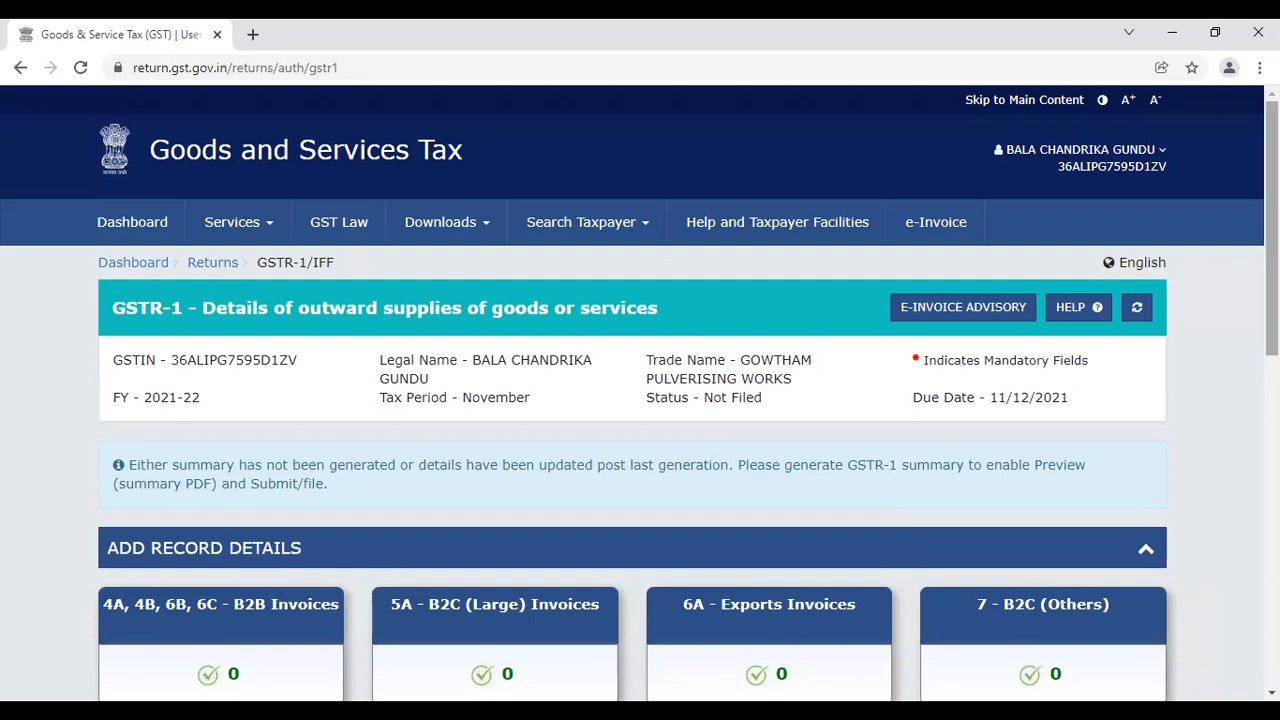 Goods & Service Tax (GST) | User
return.gst.gov.in/returns/auth/gstr1
Skip to Main Content A+ A-
Goods and Services Tax
BALA CHANDRIKA GUNDU
36ALIPG7595D1ZV
Dashboard Services GST Law Downloads Search Taxpayer Help and Taxpayer Facilities e-Invoice
Dashboard Returns GSTR-1/IFF English
GSTR-1 - Details of outward supplies of goods or services E-INVOICE ADVISORY HELP
GSTIN - 36ALIPG7595D1ZV Legal Name - BALA CHANDRIKA Trade Name - GOWTHAM Indicates Mandatory Fields
GUNDU PULVERISING WORKS
FY - 2021-22 Tax Period - November Status - Not Filed Due Date - 11/12/2021
Either summary has not been generated or details have been updated post last generation. Please generate GSTR-1 summary to enable Preview
(summary PDF) and Submit/file.
ADD RECORD DETAILS
4A, 4B, 6B, 6C - B2B Invoices 5A - B2C (Large) Invoices 6A - Exports Invoices 7 - B2C (Others)
0 0 0 0